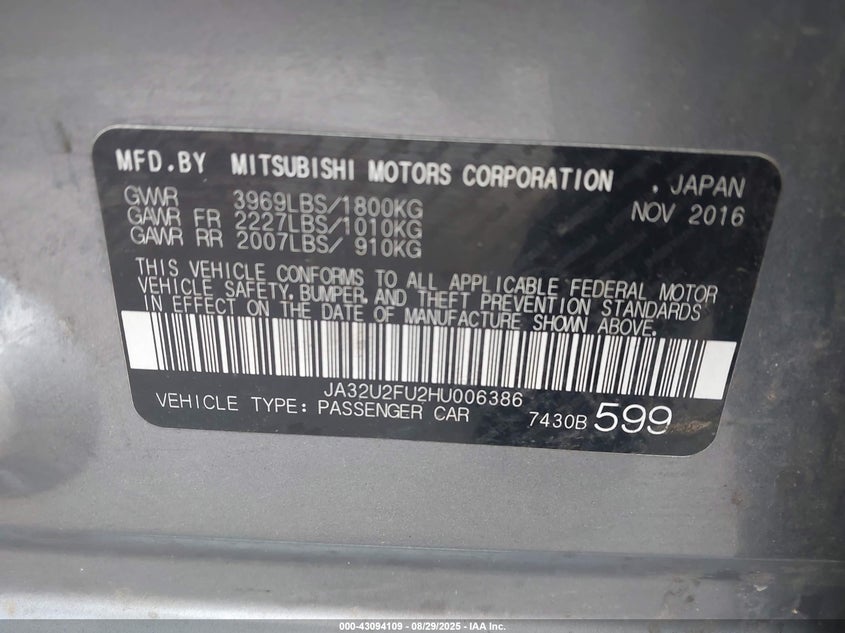 MFD.BY MITSUBISHI MOTORS CORPORATION , JAPAN
GVWR 3969LBS/1800KG NOV 2016
GAWR FR 2227LBS/1010KG
GAWR RR 2007LBS/ 910KG
THIS VEHICLE CONFORMS TO ALL APPLICABLE FEDERAL MOTOR
VEHICLE SAFETY, BUMPER, AND THEFT PREVENTION STANDARDS
IN EFFECT ON THE DATE OF MANUFACTURE SHOWN ABOVE.
JA32U2FU2HU006386
VEHICLE TYPE: PASSENGER CAR 7430B 599
000-43094109 - 08/29/2025 - IAA Inc.